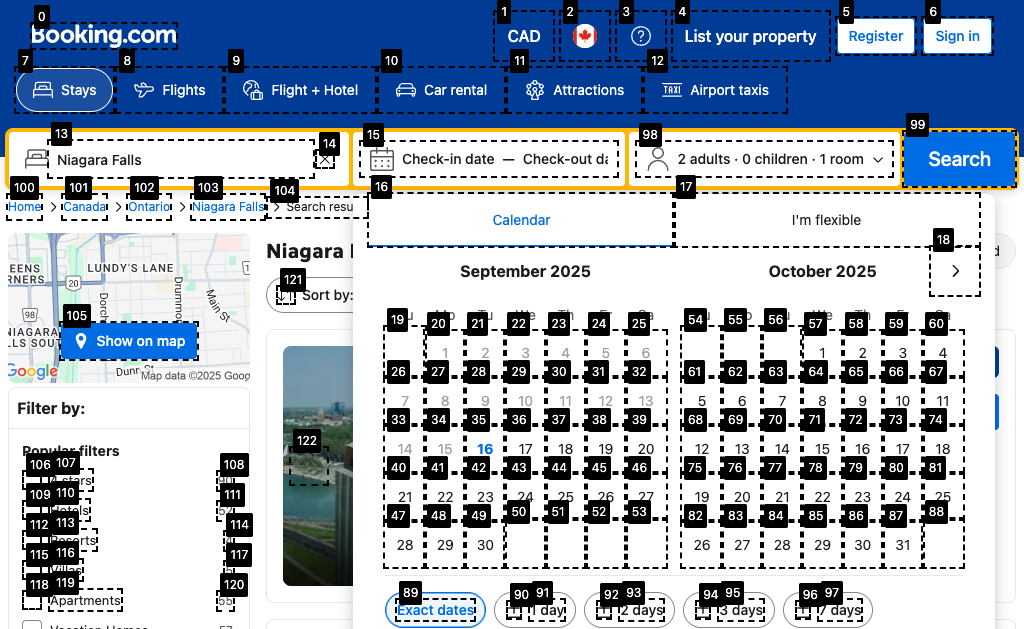 0 1 2 3 4 5 6
Booking.com CAD List your property Register Sign in
7 8 9 10 11 12
Stays Flights Flight + Hotel Car rental Attractions Airport taxis
13 14 15 98 99
Niagara Falls Check-in date — Check-out da 2 adults · 0 children · 1 room Search
100 101 102 103 104 16 17
Home Canada Ontario Niagara Falls Search resu
Calendar I'm flexible
18
Niagara
September 2025 October 2025
121
Sort by:
LUNDY'S LANE
20
98
Main St
105
Show on map
Google Map data ©2025 Goog
19 20 21 22 23 24 25 54 55 56 57 58 59 60
1 2 3 4 5 6 1 2 3 4
26 27 28 29 30 31 32 61 62 63 64 65 66 67
7 8 9 10 11 12 13 5 6 7 8 9 10 11
33 34 35 36 37 38 39 68 69 70 71 72 73 74
14 15 16 17 18 19 20 12 13 14 15 16 17 18
40 41 42 43 44 45 46 75 76 77 78 79 80 81
21 22 23 24 25 26 27 19 20 21 22 23 24 25
47 48 49 50 51 52 53 82 83 84 85 86 87 88
28 29 30 26 27 28 29 30 31
89 90 91 92 93 94 95 96 97
Exact dates 1 day 2 days 3 days 7 days
Filter by:
Popular filters
106 107 108
109 110 111
Hotels
112 113 114
Resorts
115 116 117
118 119 120
Apartments 55
Vacation Homes 57
122